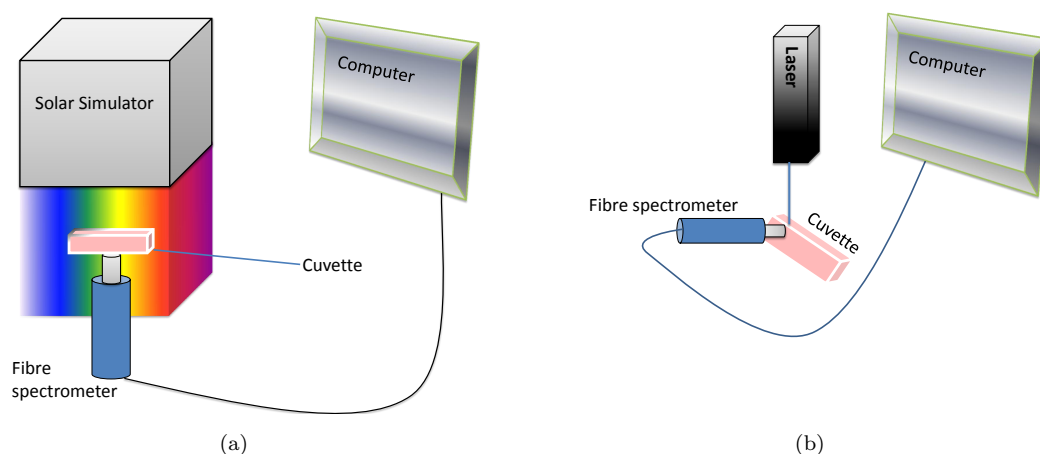 Solar Simulator
Computer
Cuvette
Fibre
spectrometer
(a)
Laser
Computer
Fibre spectrometer
Cuvette
(b)